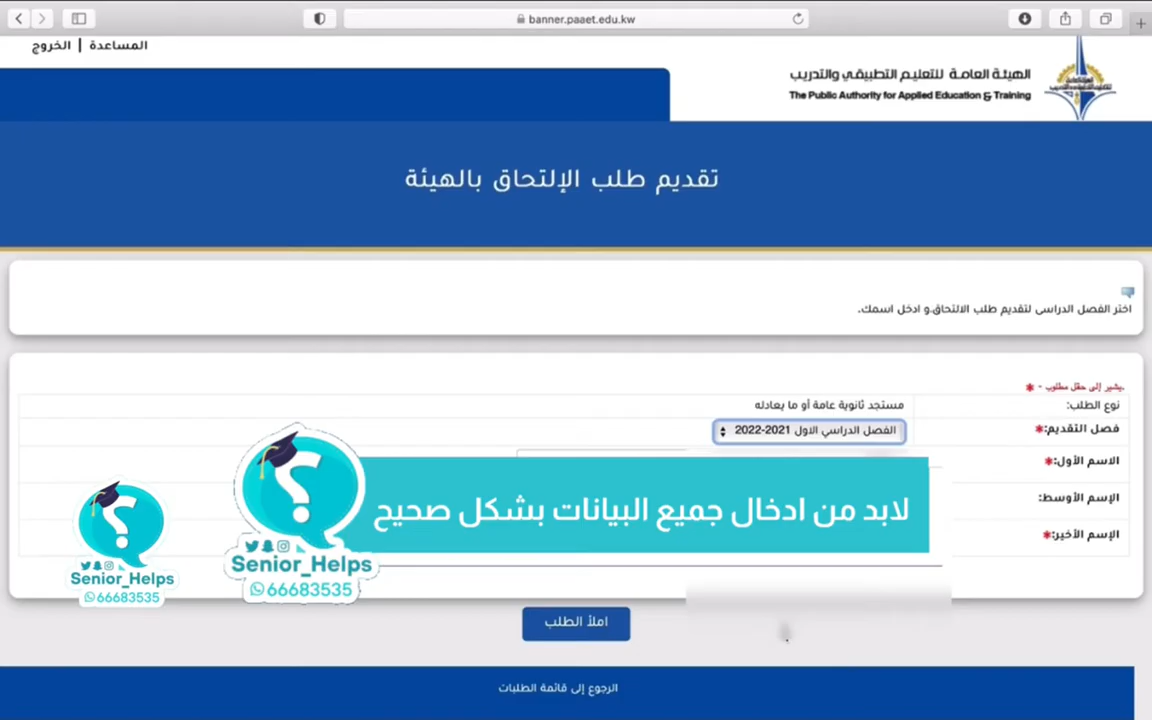 banner.paaet.edu.kw
المساعدة | الخروج
الهيئة العامة للتعليم التطبيقي والتدريب
The Public Authority for Applied Education & Training
تقديم طلب الإلتحاق بالهيئة
اختر الفصل الدراسى لتقديم طلب الالتحاق.و ادخل اسمك.
* - يشير إلى حقل مطلوب.
نوع الطلب: مستجد ثانوية عامة أو ما يعادله
فصل التقديم:* الفصل الدراسي الاول 2021-2022
الاسم الأول:*
الإسم الأوسط:
الإسم الأخير:*
لابد من ادخال جميع البيانات بشكل صحيح
Senior_Helps
66683535
Senior_Helps
66683535
املأ الطلب
الرجوع إلى قائمة الطلبات